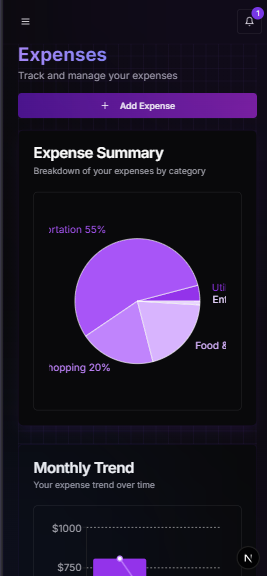 1
Expenses
Track and manage your expenses
+ Add Expense
Expense Summary
Breakdown of your expenses by category
ortation 55%
Uti
Ent
Food &
hopping 20%
Monthly Trend
Your expense trend over time
$1000
$750
N